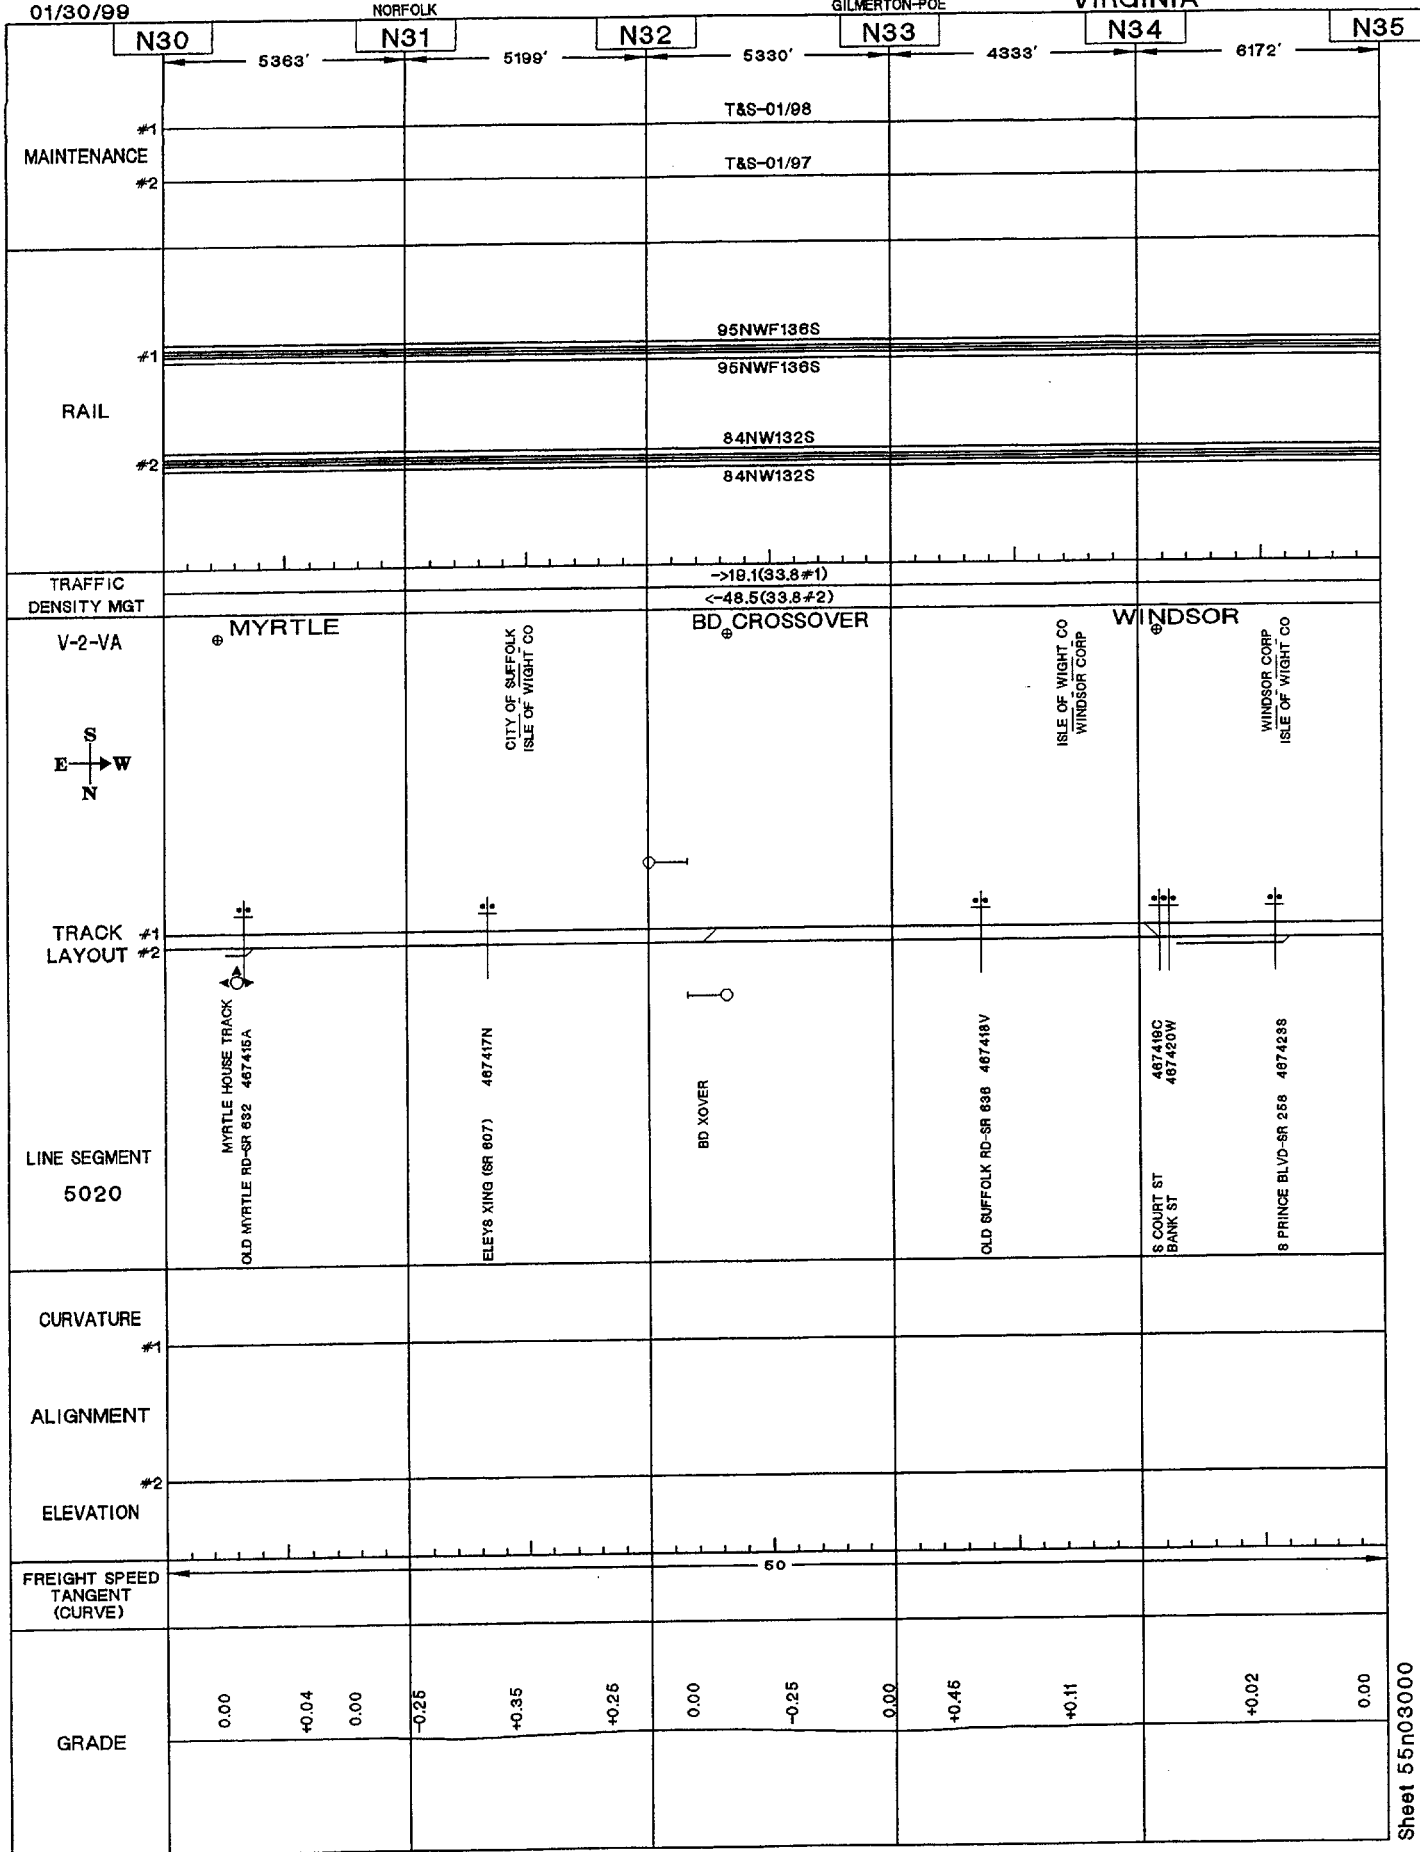 01/30/99 NORFOLK GILMERTON-POE VIRGINIA
N30 N31 N32 N33 N34 N35
5363' 5199' 5330' 4333' 6172'
T&S-01/98
#1
MAINTENANCE
T&S-01/97
#2
95NWF136S
#1
95NWF136S
RAIL
84NW132S
#2
84NW132S
TRAFFIC
DENSITY MGT
->19.1(33.8#1)
<-48.5(33.8#2)
V-2-VA
MYRTLE
BD CROSSOVER
WINDSOR
CITY OF SUFFOLK
ISLE OF WIGHT CO
ISLE OF WIGHT CO
WINDSOR CORP
WINDSOR CORP
ISLE OF WIGHT CO
S
E W
N
TRACK #1
LAYOUT #2
A
MYRTLE HOUSE TRACK
OLD MYRTLE RD-SR 632 467415A
ELEYS XING (SR 607) 467417N
BD XOVER
OLD SUFFOLK RD-SR 636 467418V
S COURT ST 467419C
BANK ST 467420W
S PRINCE BLVD-SR 258 467423S
LINE SEGMENT
5020
CURVATURE
#1
ALIGNMENT
#2
ELEVATION
FREIGHT SPEED
TANGENT
(CURVE)
50
GRADE
0.00 +0.04 0.00 -0.25 +0.35 +0.25 0.00 -0.25 0.00 +0.45 +0.11 +0.02 0.00
Sheet 55n03000